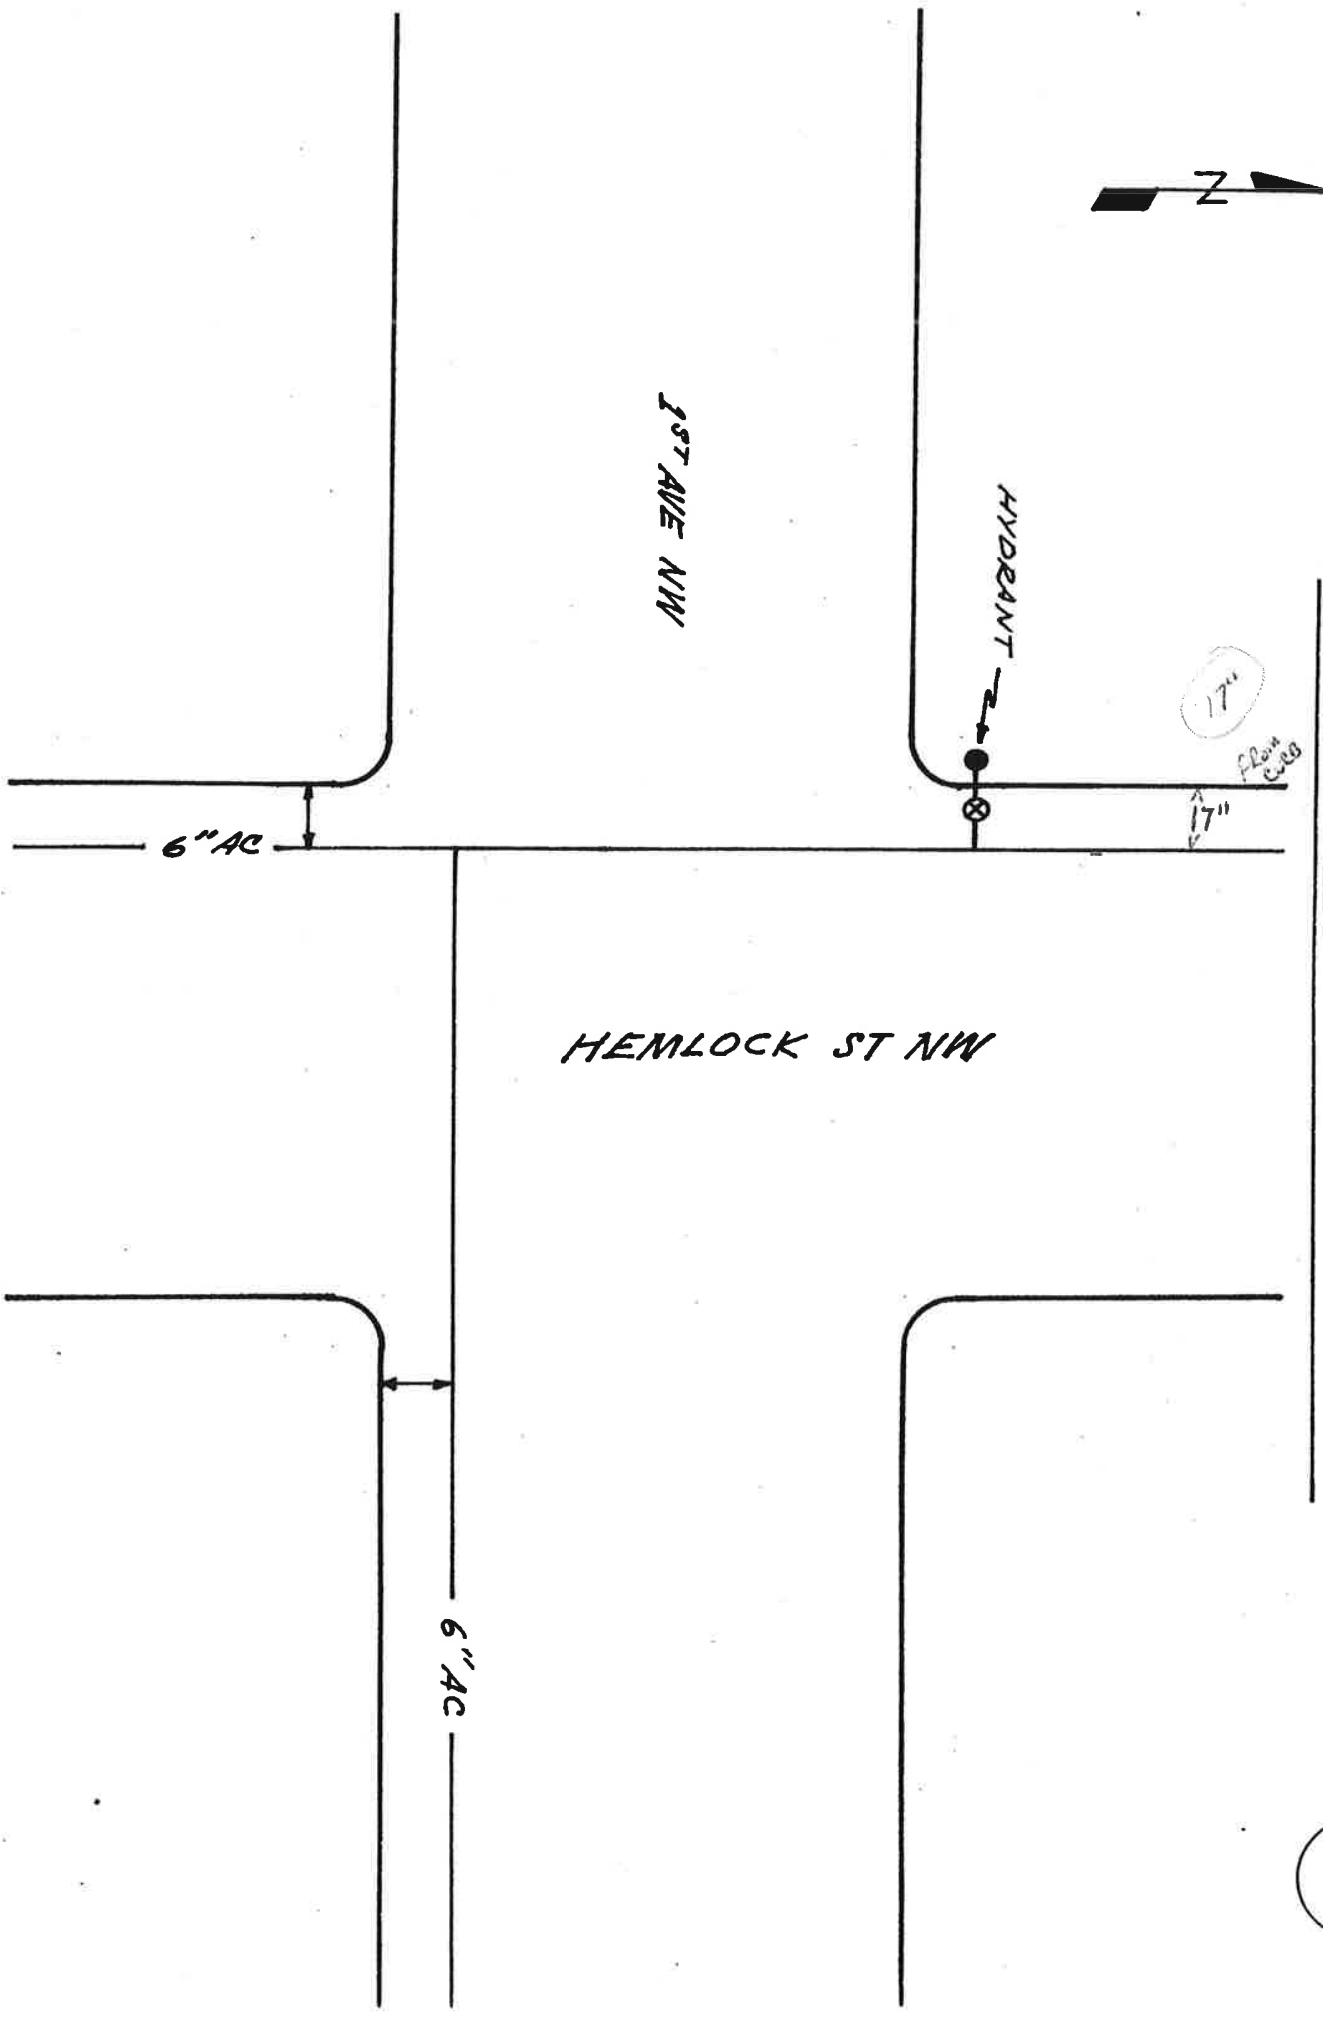 N
1ST AVE NW
HYDRANT
17"
FROM
CURB
17"
6" AC
HEMLOCK ST NW
6" AC